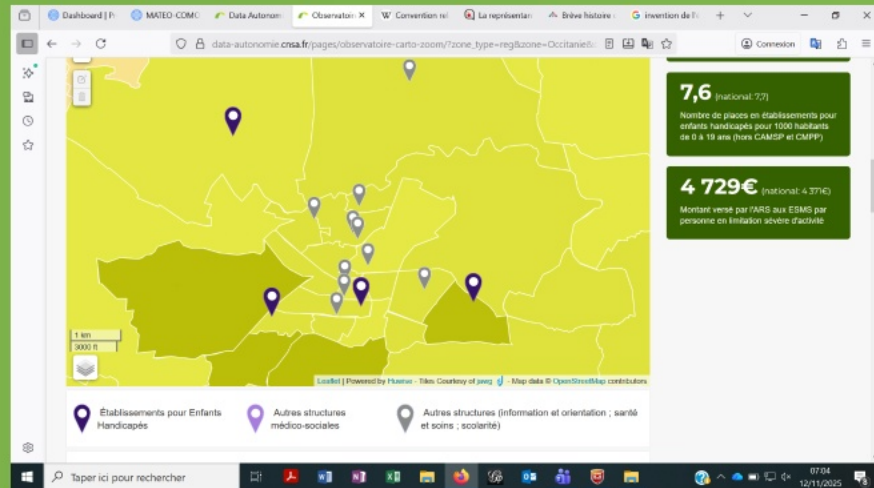 Dashboard | P
MATEO-COMO
Data Autonom
Observatoir
Convention rel
La représentan
Brève histoire
invention de l'
data-autonomie.cnsa.fr/pages/observatoire-carto-zoom/?zone_type=reg&zone=Occitanie&
Connexion
7,6 (national: 7,7)
Nombre de places en établissements pour
enfants handicapés pour 1000 habitants
de 0 à 19 ans (hors CAMSP et CMPP)
4 729€ (national: 4 371€)
Montant versé par l'ARS aux ESMS par
personne en limitation sévère d'activité
1 km
3000 ft
Leaflet | Powered by Huwise - Tiles Courtesy of jawg - Map data © OpenStreetMap contributors
Établissements pour Enfants
Handicapés
Autres structures
médico-sociales
Autres structures (information et orientation ; santé
et soins ; scolarité)
Taper ici pour rechercher
07:04
12/11/2025